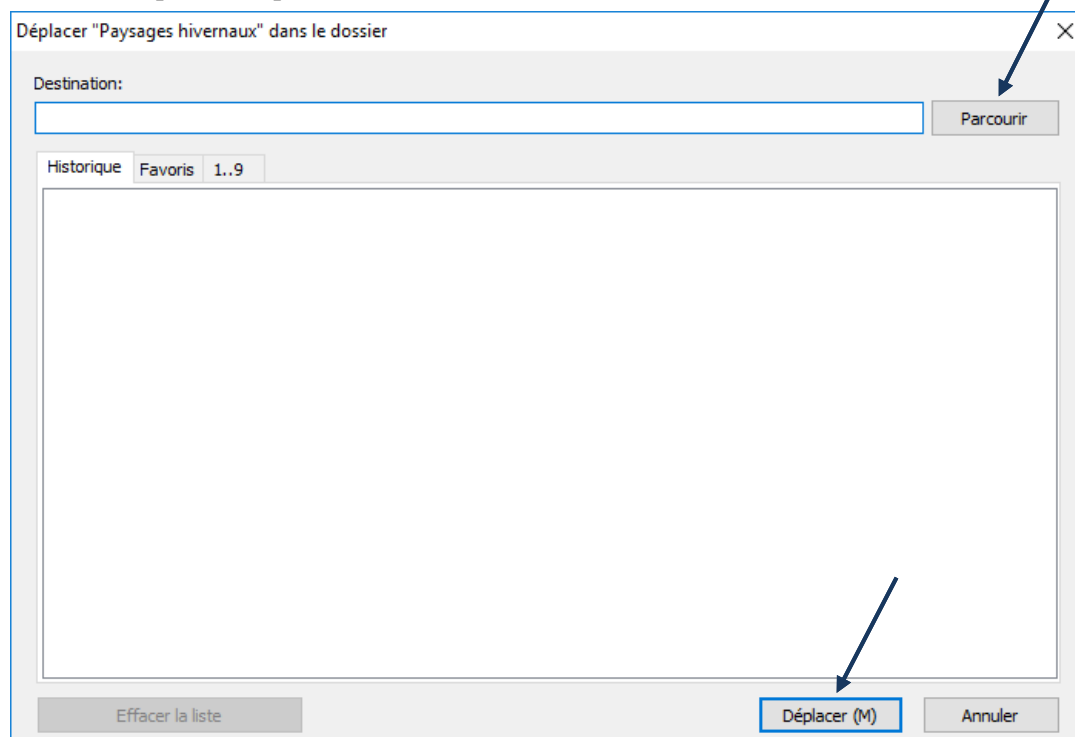 Déplacer "Paysages hivernaux" dans le dossier
Destination:
Parcourir
Historique Favoris 1..9
Effacer la liste Déplacer (M) Annuler